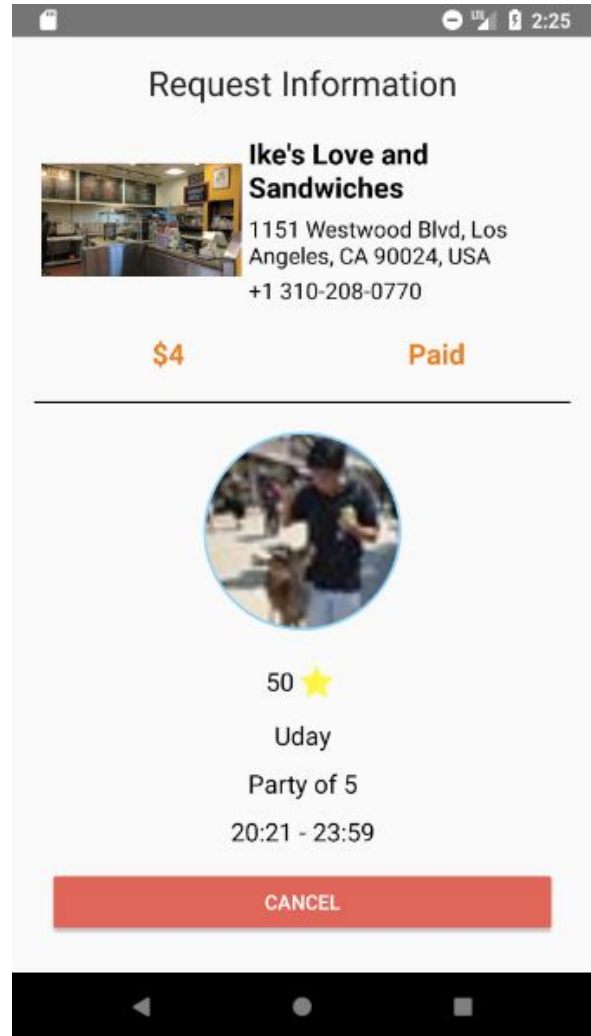 2:25
Request Information
Ike's Love and
Sandwiches
1151 Westwood Blvd, Los
Angeles, CA 90024, USA
+1 310-208-0770
$4 Paid
50
Uday
Party of 5
20:21 - 23:59
CANCEL